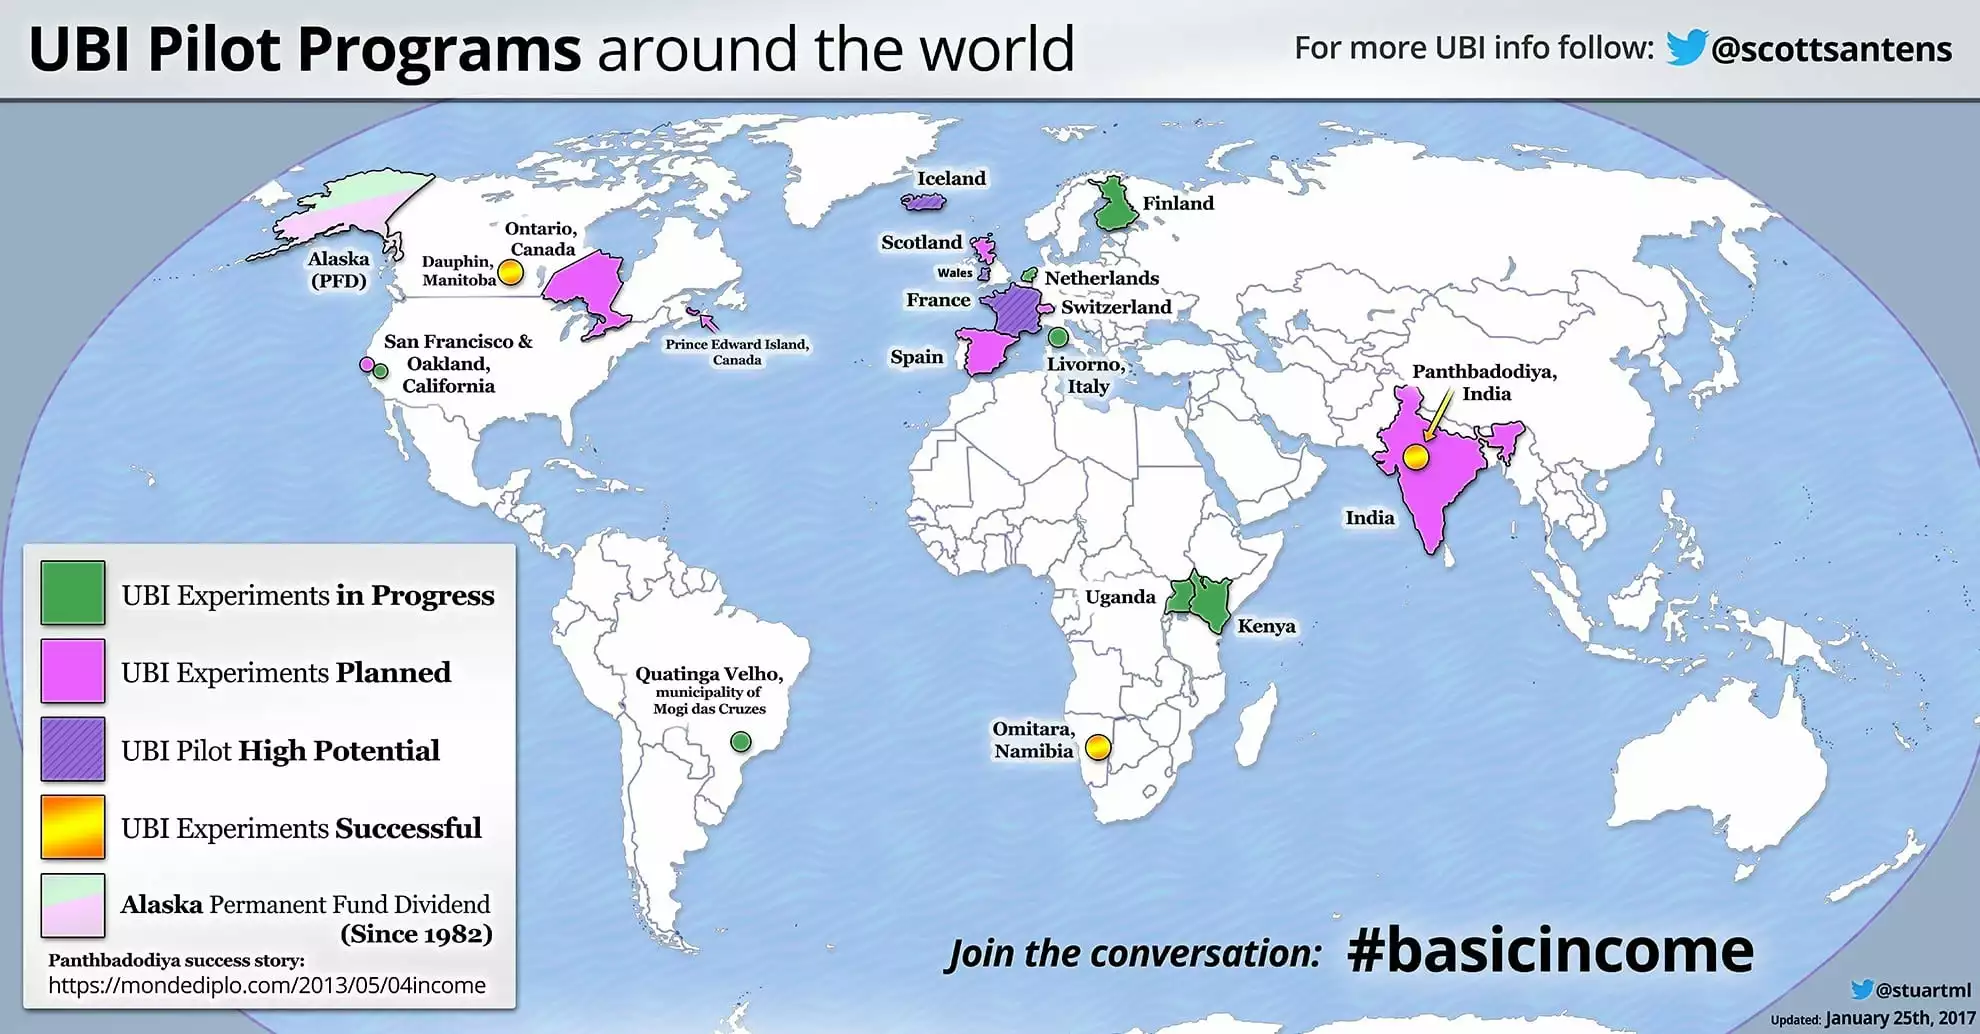 UBI Pilot Programs around the world
For more UBI info follow: @scottsantens
Iceland
Finland
Scotland
Wales
Netherlands
France
Switzerland
Spain
Livorno,
Italy
Alaska
(PFD)
Ontario,
Canada
Dauphin,
Manitoba
San Francisco &
Oakland,
California
Prince Edward Island,
Canada
Panthbadodiya,
India
India
Uganda
Kenya
Quatinga Velho,
municipality of
Mogi das Cruzes
Omitara,
Namibia
UBI Experiments in Progress
UBI Experiments Planned
UBI Pilot High Potential
UBI Experiments Successful
Alaska Permanent Fund Dividend
(Since 1982)
Panthbadodiya success story:
https://mondediplo.com/2013/05/04income
Join the conversation: #basicincome
@stuartml
Updated: January 25th, 2017